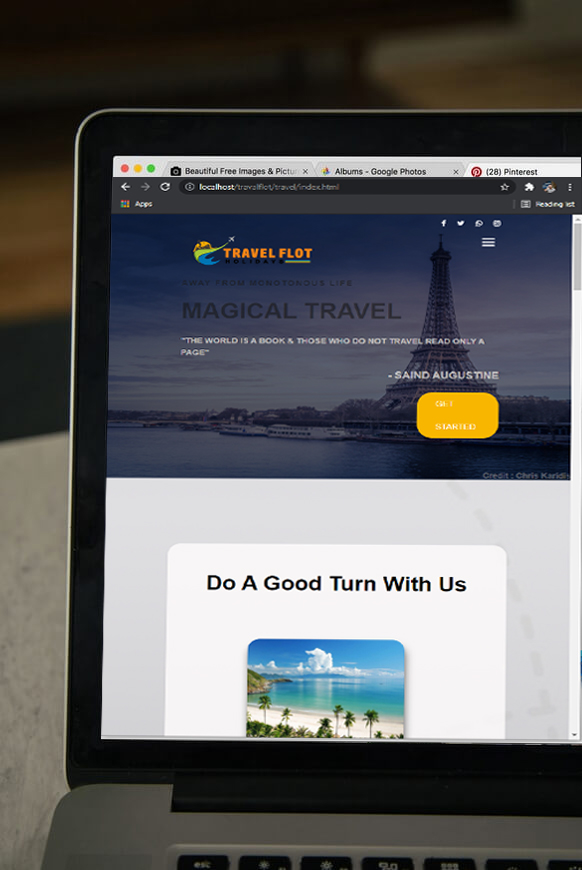 Beautiful Free Images & Pictur
Albums - Google Photos
(28) Pinterest
localhost/travelflot/travel/index.html
Apps
Reading list
TRAVEL FLOT
HOLIDAYS
AWAY FROM MONOTONOUS LIFE
MAGICAL TRAVEL
"THE WORLD IS A BOOK & THOSE WHO DO NOT TRAVEL READ ONLY A
PAGE"
- SAIND AUGUSTINE
GET
STARTED
Credit : Chris Karidis
Do A Good Turn With Us
esc